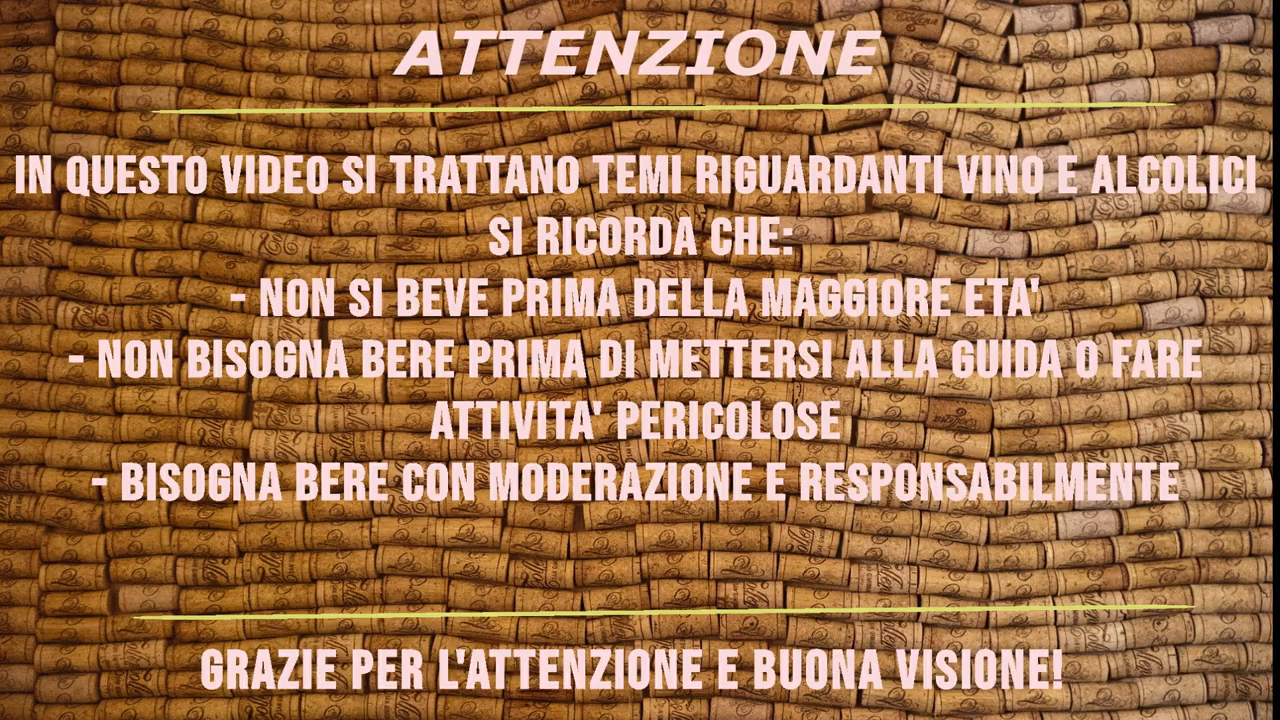 ATTENZIONE
IN QUESTO VIDEO SI TRATTANO TEMI RIGUARDANTI VINO E ALCOLICI
SI RICORDA CHE:
- NON SI BEVE PRIMA DELLA MAGGIORE ETA'
- NON BISOGNA BERE PRIMA DI METTERSI ALLA GUIDA O FARE
ATTIVITA' PERICOLOSE
- BISOGNA BERE CON MODERAZIONE E RESPONSABILMENTE
GRAZIE PER L'ATTENZIONE E BUONA VISIONE!